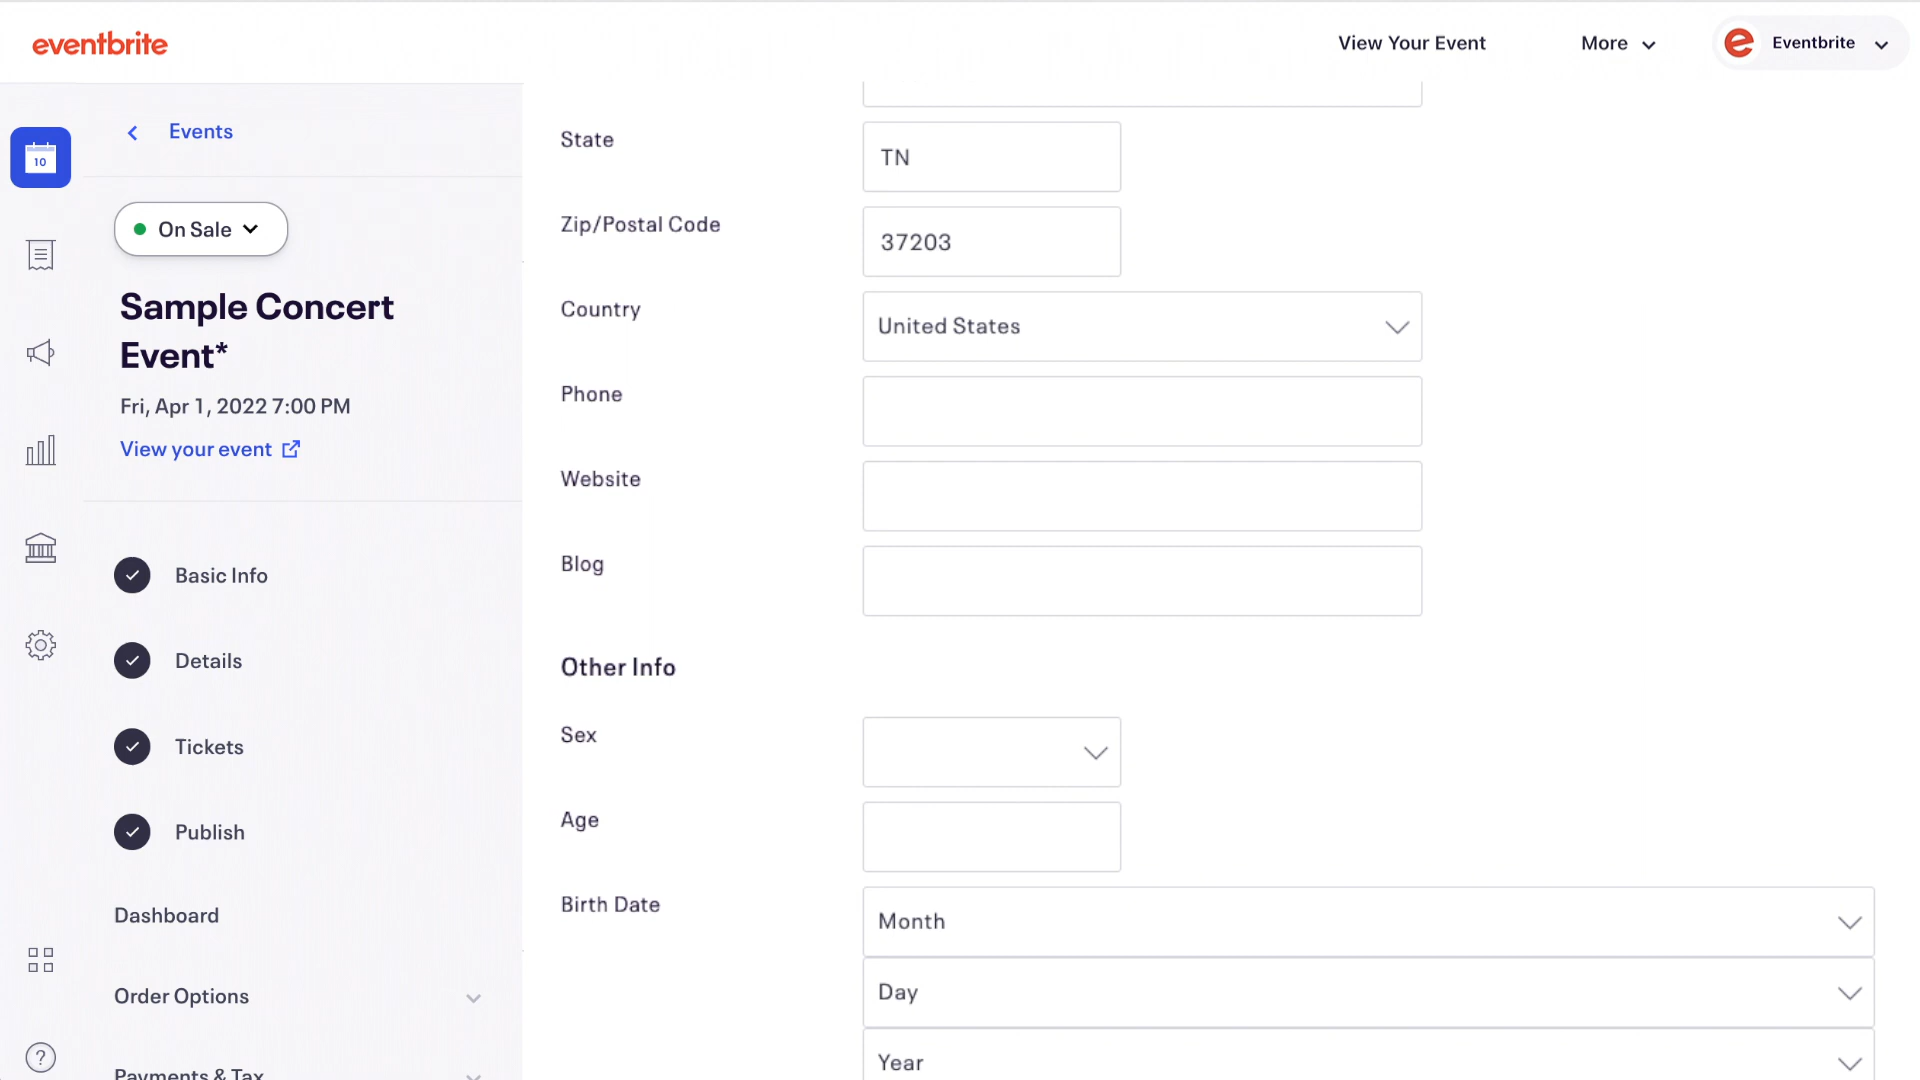 eventbrite
View Your Event
More
Eventbrite
10
Events
On Sale
Sample Concert
Event*
Fri, Apr 1, 2022 7:00 PM
View your event
Basic Info
Details
Tickets
Publish
Dashboard
Order Options
Payments & Tax
?
State
TN
Zip/Postal Code
37203
Country
United States
Phone
Website
Blog
Other Info
Sex
Age
Birth Date
Month
Day
Year